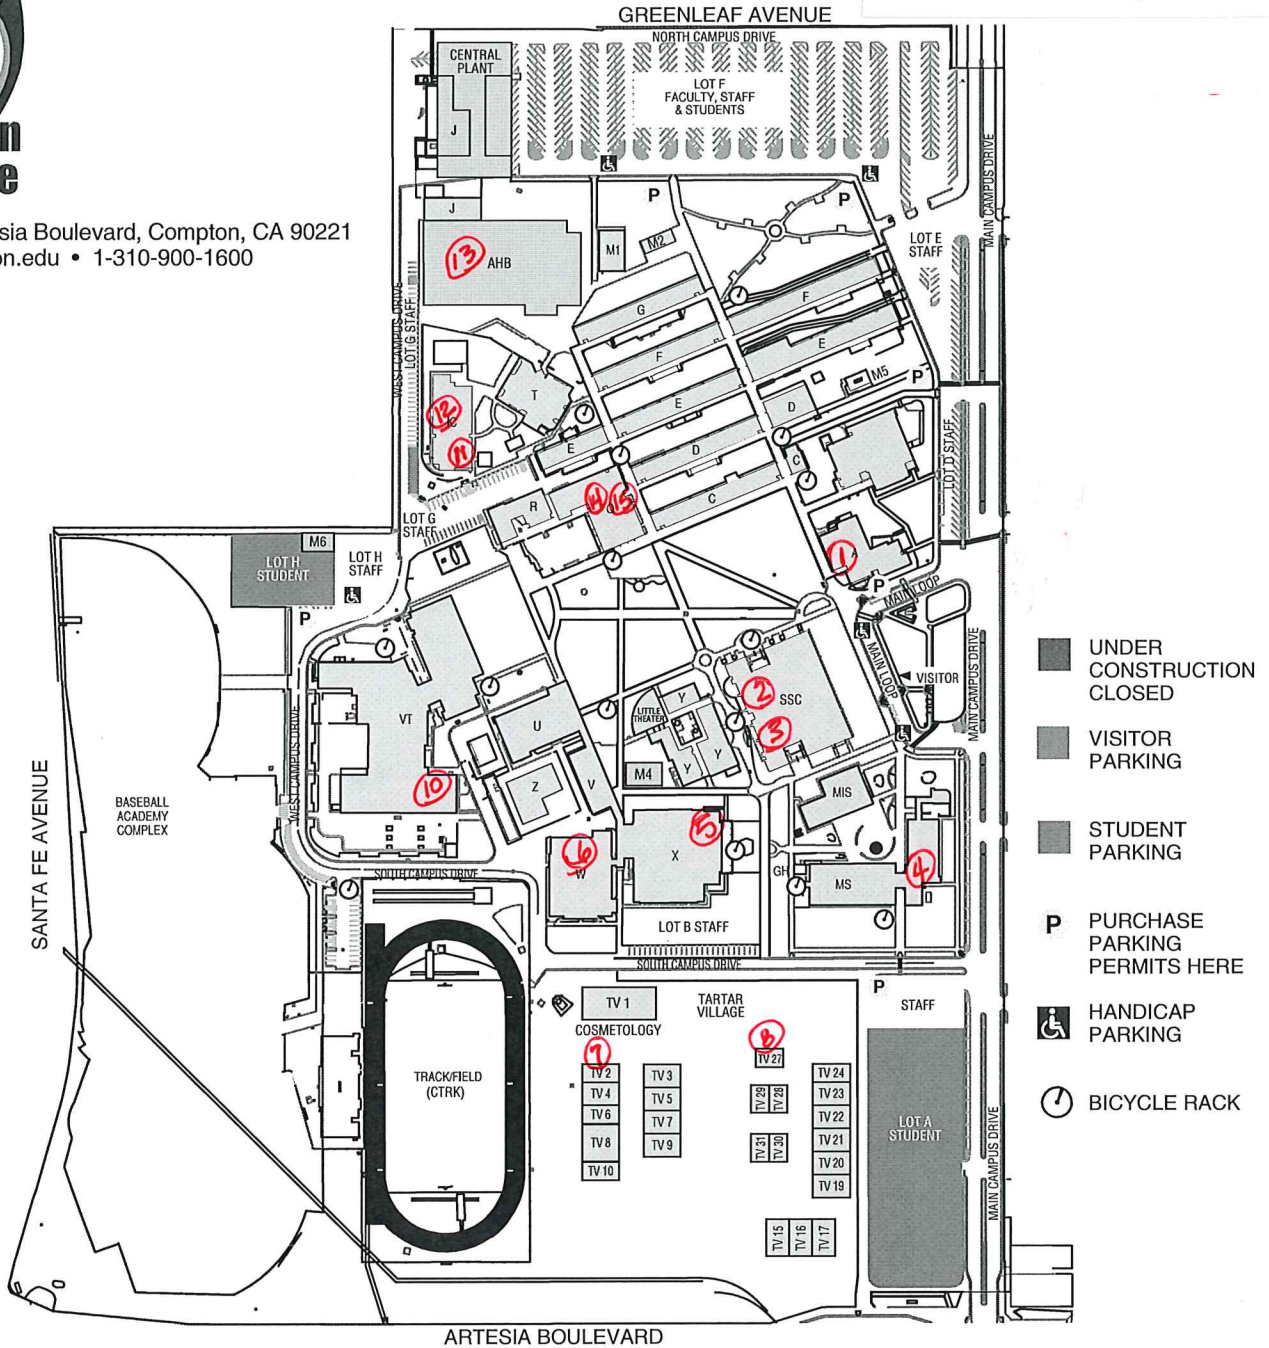 GREENLEAF AVENUE
NORTH CAMPUS DRIVE
CENTRAL
PLANT
LOT F
FACULTY, STAFF
& STUDENTS
J
MAIN CAMPUS DRIVE
P
P
J
sia Boulevard, Compton, CA 90221
on.edu • 1-310-900-1600
13
AHB
M1
M2
LOT E
STAFF
WEST CAMPUS DRIVE
LOT G STAFF
G
F
F
E
M5
P
T
E
D
12
11
E
D
C
C
LOT D STAFF
R
14
15
LOT G
STAFF
M6
LOT H
STUDENT
LOT H
STAFF
1
P
MAIN LOOP
P
MAIN LOOP
VISITOR
MAIN CAMPUS DRIVE
UNDER
CONSTRUCTION
CLOSED
2
SSC
3
Y
LITTLE
THEATER
Y
Y
VT
U
VISITOR
PARKING
WEST CAMPUS DRIVE
10
Z
V
M4
MIS
SANTA FE AVENUE
BASEBALL
ACADEMY
COMPLEX
5
X
6
W
STUDENT
PARKING
GH
MS
4
SOUTH CAMPUS DRIVE
LOT B STAFF
SOUTH CAMPUS DRIVE
P
PURCHASE
PARKING
PERMITS HERE
P
STAFF
TV 1
COSMETOLOGY
TARTAR
VILLAGE
HANDICAP
PARKING
7
8
TV 27
TRACK/FIELD
(CTRK)
TV 2
TV 3
TV 24
TV 4
TV 5
TV 29
TV 28
TV 23
BICYCLE RACK
TV 6
TV 7
TV 22
LOT A
STUDENT
TV 8
TV 9
TV 31
TV 30
TV 21
TV 10
TV 20
TV 19
MAIN CAMPUS DRIVE
TV 15
TV 16
TV 17
ARTESIA BOULEVARD